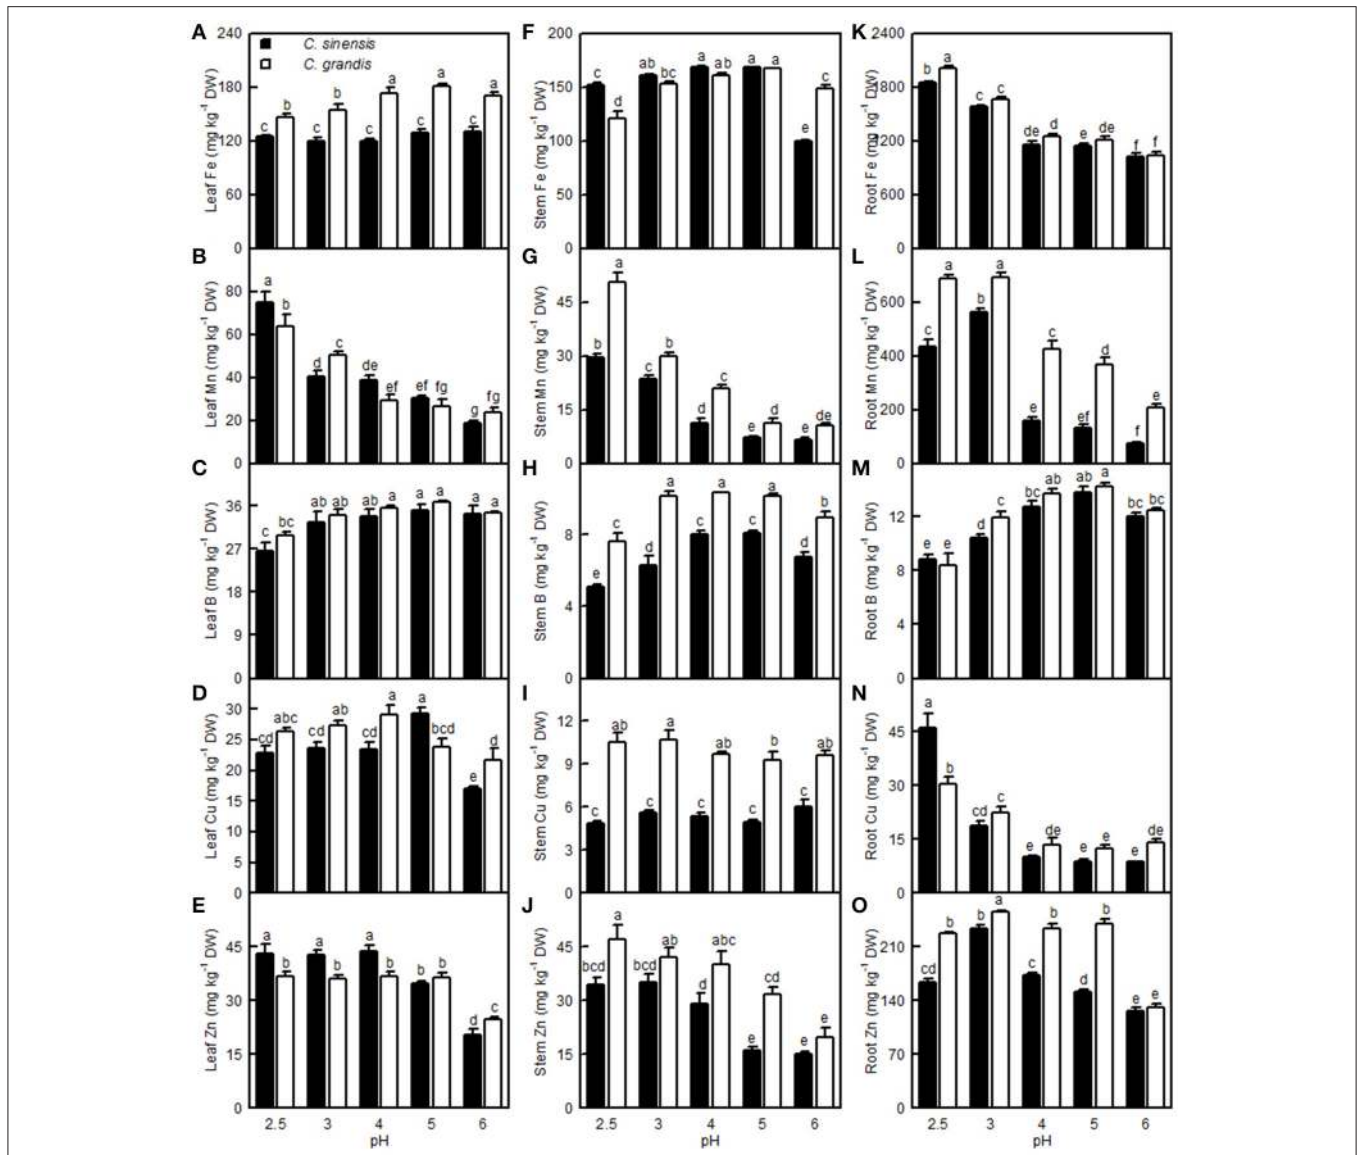 A
240
180
120
60
0
Leaf Fe (mg kg⁻¹ DW)
C. sinensis
C. grandis
c b c b c a c a c a
F
200
150
100
50
0
Stem Fe (mg kg⁻¹ DW)
c d ab bc a ab a a e c
K
2400
1800
1200
600
0
Root Fe (mg kg⁻¹ DW)
b a c c de d e de f f
B
80
60
40
20
0
Leaf Mn (mg kg⁻¹ DW)
a b d c de ef ef fg g fg
G
45
30
15
0
Stem Mn (mg kg⁻¹ DW)
b a c b d c e d e de
L
600
400
200
0
Root Mn (mg kg⁻¹ DW)
c a b a e c ef d f e
C
36
27
18
9
0
Leaf B (mg kg⁻¹ DW)
c bc ab ab ab a a a a a
H
8
4
0
Stem B (mg kg⁻¹ DW)
e c d a c a c a d b
M
12
8
4
0
Root B (mg kg⁻¹ DW)
e e d c bc ab ab a bc bc
D
30
25
20
15
10
5
0
Leaf Cu (mg kg⁻¹ DW)
cd abc cd ab cd a a bcd e d
I
12
9
6
3
0
Stem Cu (mg kg⁻¹ DW)
c ab c a c ab c b c ab
N
45
30
15
0
Root Cu (mg kg⁻¹ DW)
a b cd c e de e e e de
E
45
30
15
0
Leaf Zn (mg kg⁻¹ DW)
a b a b a b b b d c
2.5 3 4 5 6
pH
J
45
30
15
0
Stem Zn (mg kg⁻¹ DW)
bcd a bcd ab d abc e cd e e
2.5 3 4 5 6
pH
O
210
140
70
0
Root Zn (mg kg⁻¹ DW)
cd b b a c b d b e e
2.5 3 4 5 6
pH